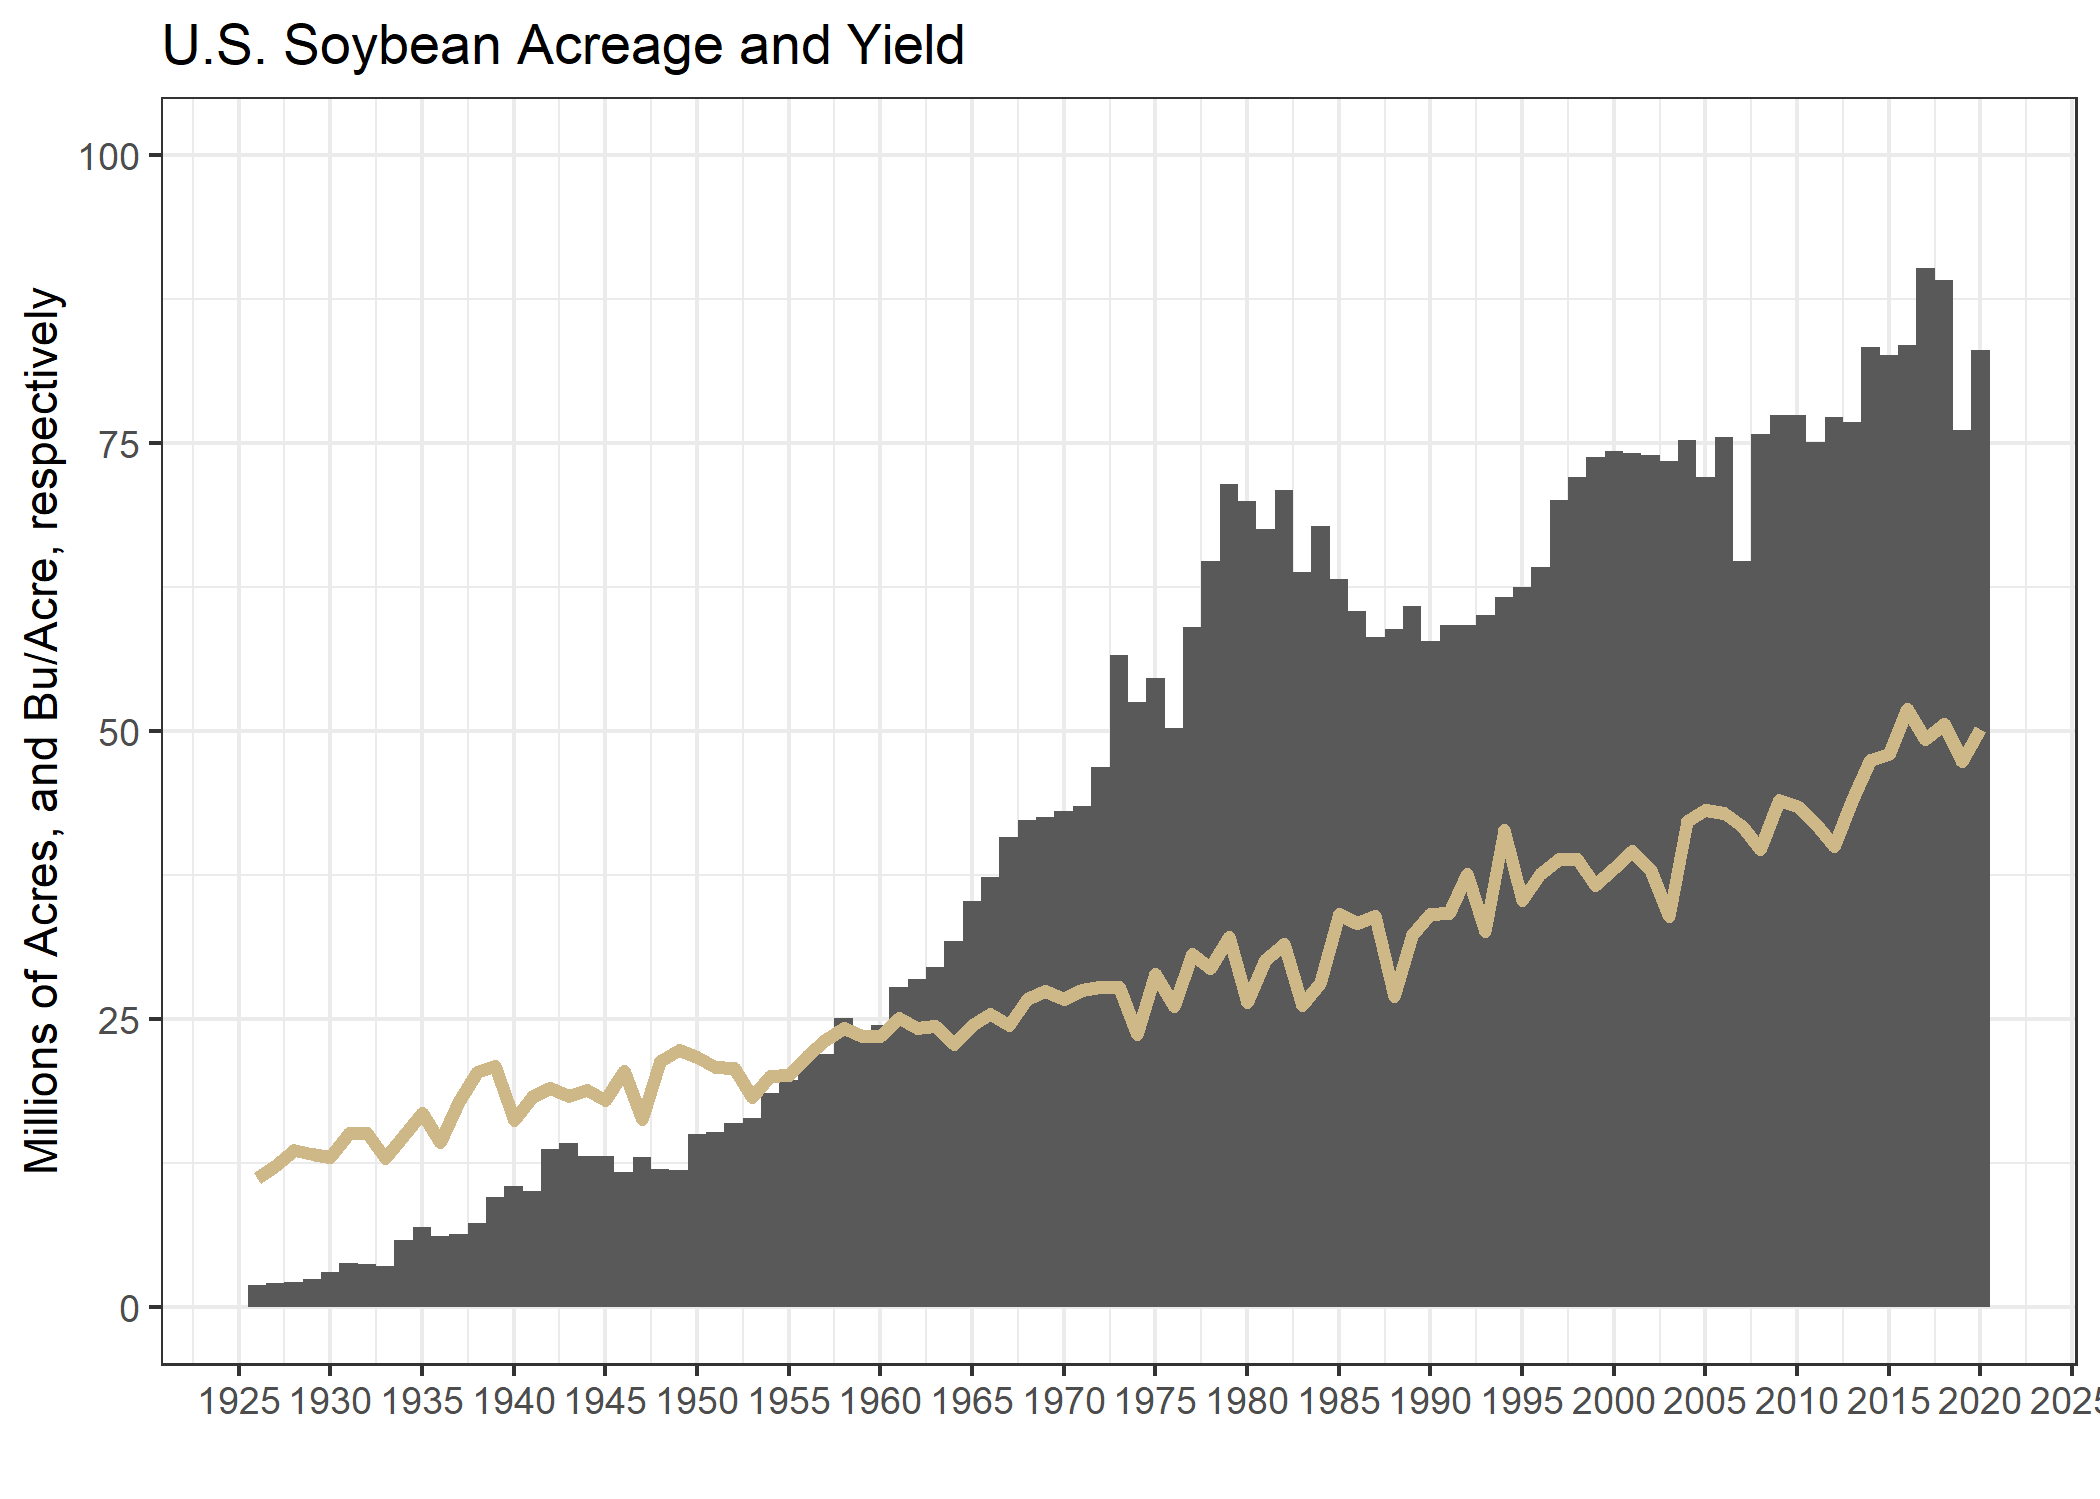 U.S. Soybean Acreage and Yield
Millions of Acres, and Bu/Acre, respectively
100
75
50
25
0
1925 1930 1935 1940 1945 1950 1955 1960 1965 1970 1975 1980 1985 1990 1995 2000 2005 2010 2015 2020 2025